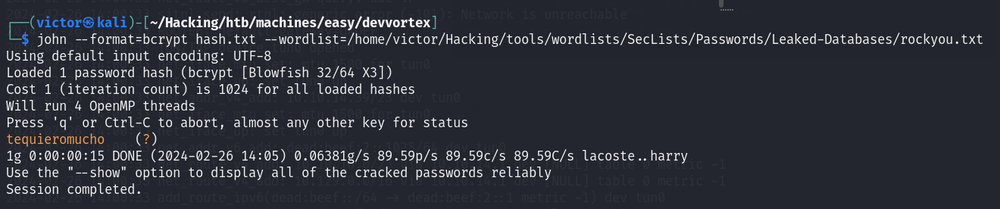 ┌──(victor㉿kali)-[~/Hacking/htb/machines/easy/devvortex]
└─$ john --format=bcrypt hash.txt --wordlist=/home/victor/Hacking/tools/wordlists/SecLists/Passwords/Leaked-Databases/rockyou.txt
Using default input encoding: UTF-8
Loaded 1 password hash (bcrypt [Blowfish 32/64 X3])
Cost 1 (iteration count) is 1024 for all loaded hashes
Will run 4 OpenMP threads
Press 'q' or Ctrl-C to abort, almost any other key for status
tequieromucho    (?)
1g 0:00:00:15 DONE (2024-02-26 14:05) 0.06381g/s 89.59p/s 89.59c/s 89.59C/s lacoste..harry
Use the "--show" option to display all of the cracked passwords reliably
Session completed.